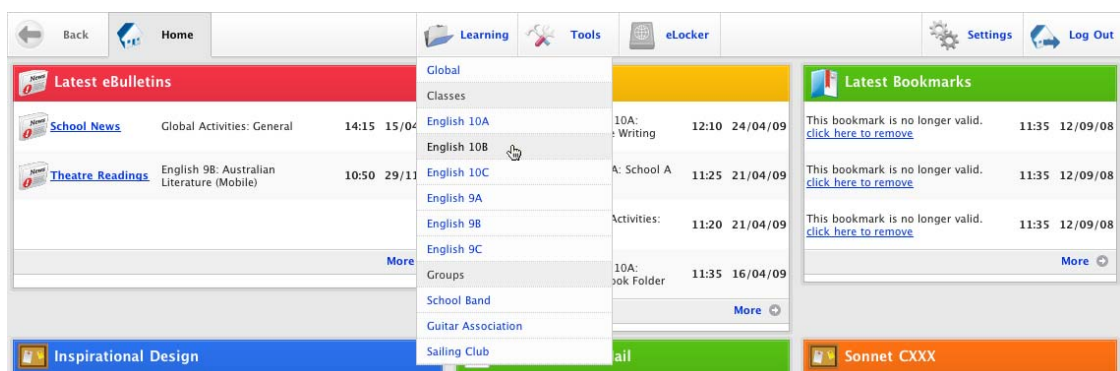 Back
Home
Learning
Tools
eLocker
Settings
Log Out
Latest eBulletins
School News
Global Activities: General
14:15 15/04
Theatre Readings
English 9B: Australian
Literature (Mobile)
10:50 29/11
More
Global
Classes
English 10A
English 10B
English 10C
English 9A
English 9B
English 9C
Groups
School Band
Guitar Association
Sailing Club
10A:
Writing
12:10 24/04/09
A: School A
11:25 21/04/09
Activities:
11:20 21/04/09
10A:
ook Folder
11:35 16/04/09
More
Latest Bookmarks
This bookmark is no longer valid.
click here to remove
11:35 12/09/08
This bookmark is no longer valid.
click here to remove
11:35 12/09/08
This bookmark is no longer valid.
click here to remove
11:35 12/09/08
More
Inspirational Design
ail
Sonnet CXXX